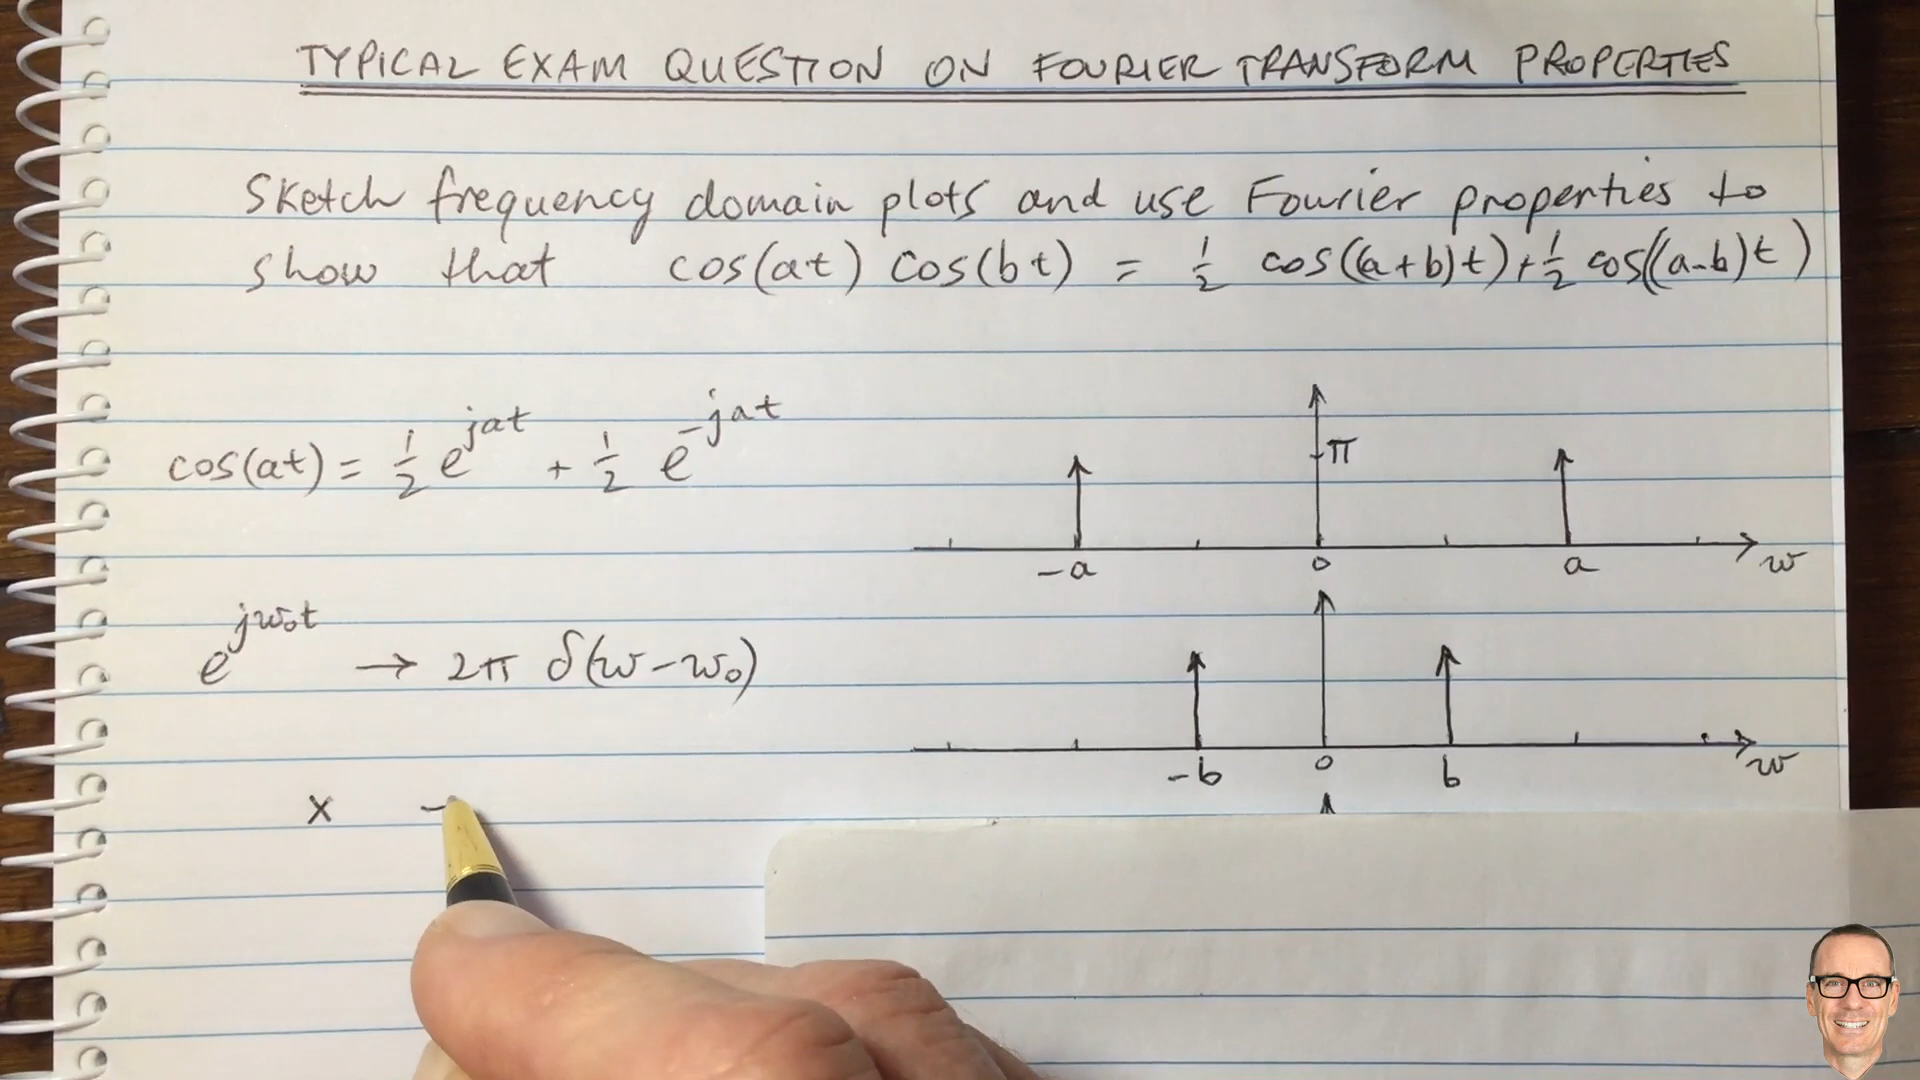 TYPICAL EXAM QUESTION ON FOURIER TRANSFORM PROPERTIES
Sketch frequency domain plots and use Fourier properties to
show that cos(at) cos(bt) = ½ cos((a+b)t) + ½ cos((a-b)t)
cos(at) = ½ e^{jat} + ½ e^{-jat}
π
-a 0 a w
e^{jw₀t} → 2π δ(w-w₀)
-b 0 b w
x -